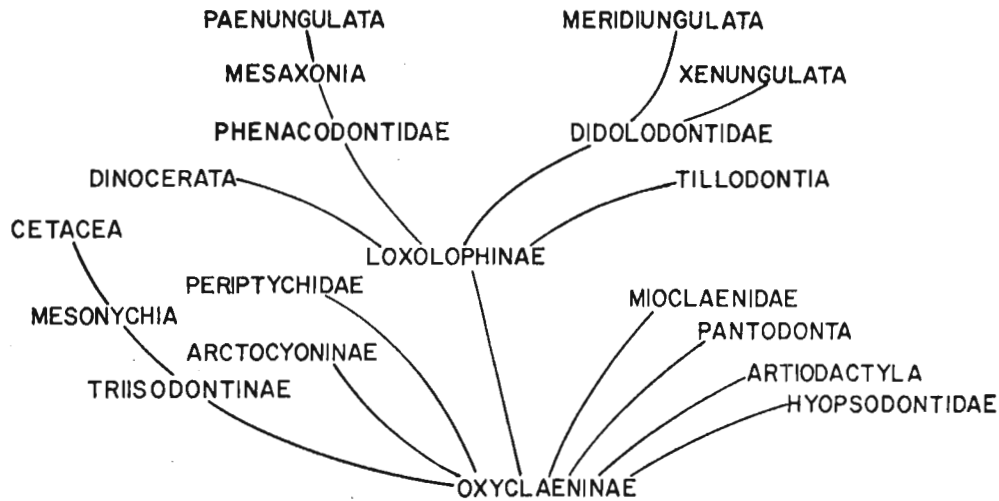 PAENUNGULATA
MERIDIUNGULATA
MESAXONIA
XENUNGULATA
PHENACODONTIDAE
DIDOLODONTIDAE
DINOCERATA
TILLODONTIA
CETACEA
LOXOLOPHINAE
PERIPTYCHIDAE
MIOCLAENIDAE
MESONYCHIA
PANTODONTA
ARCTOCYONINAE
ARTIODACTYLA
TRIISODONTINAE
HYOPSODONTIDAE
OXYCLAENINAE